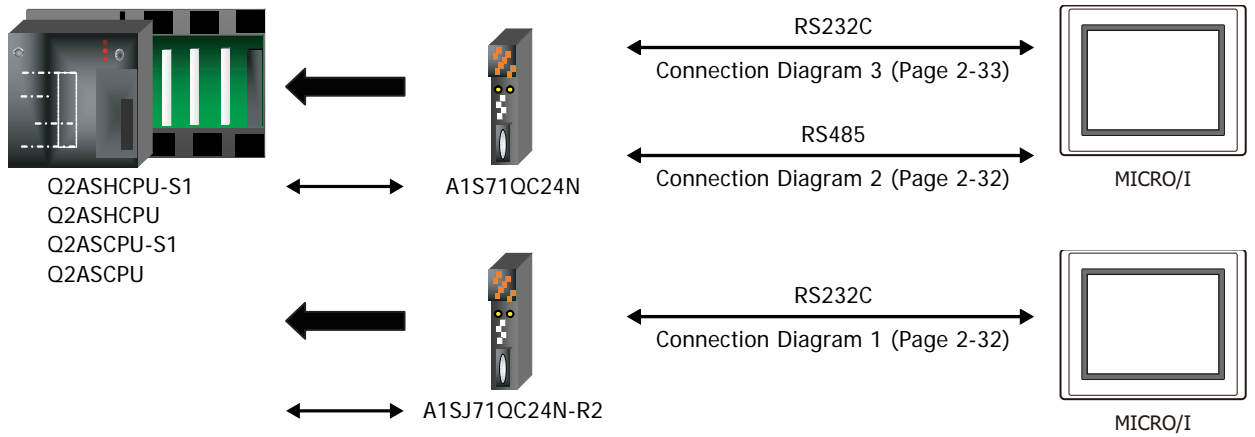 RS232C
Connection Diagram 3 (Page 2-33)
RS485
Connection Diagram 2 (Page 2-32)
Q2ASHCPU-S1
Q2ASHCPU
Q2ASCPU-S1
Q2ASCPU
A1S71QC24N
MICRO/I
RS232C
Connection Diagram 1 (Page 2-32)
A1SJ71QC24N-R2
MICRO/I